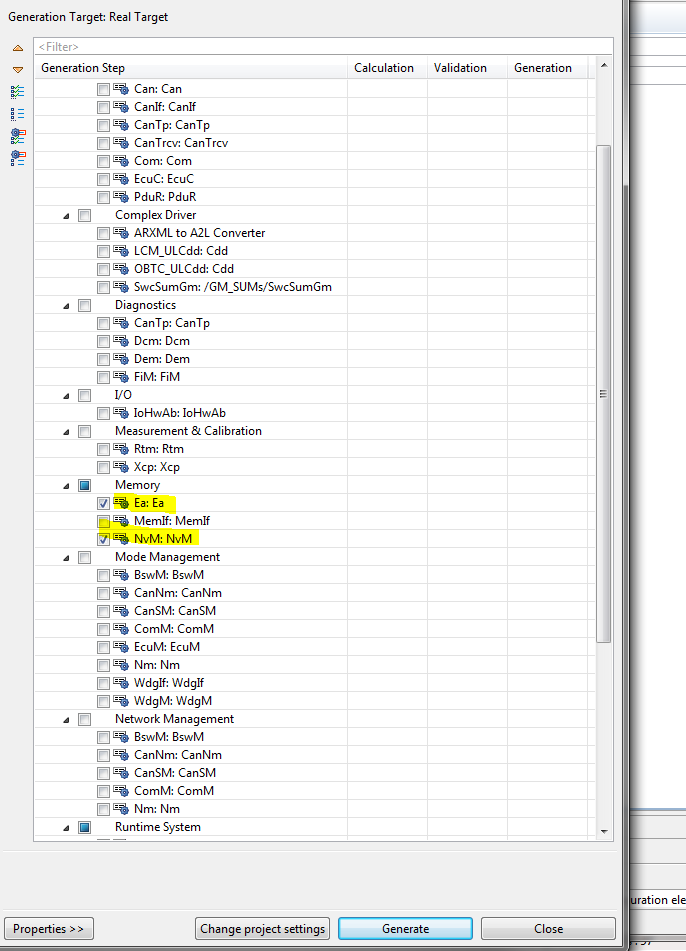 Generation Target: Real Target
<Filter>
Generation Step Calculation Validation Generation
Can: Can
CanIf: CanIf
CanTp: CanTp
CanTrcv: CanTrcv
Com: Com
EcuC: EcuC
PduR: PduR
Complex Driver
ARXML to A2L Converter
LCM_ULCdd: Cdd
OBTC_ULCdd: Cdd
SwcSumGm: /GM_SUMs/SwcSumGm
Diagnostics
CanTp: CanTp
Dcm: Dcm
Dem: Dem
FiM: FiM
I/O
IoHwAb: IoHwAb
Measurement & Calibration
Rtm: Rtm
Xcp: Xcp
Memory
Ea: Ea
MemIf: MemIf
NvM: NvM
Mode Management
BswM: BswM
CanNm: CanNm
CanSM: CanSM
ComM: ComM
EcuM: EcuM
Nm: Nm
WdgIf: WdgIf
WdgM: WdgM
Network Management
BswM: BswM
CanNm: CanNm
CanSM: CanSM
ComM: ComM
Nm: Nm
Runtime System
uration ele
Properties >> Change project settings Generate Close